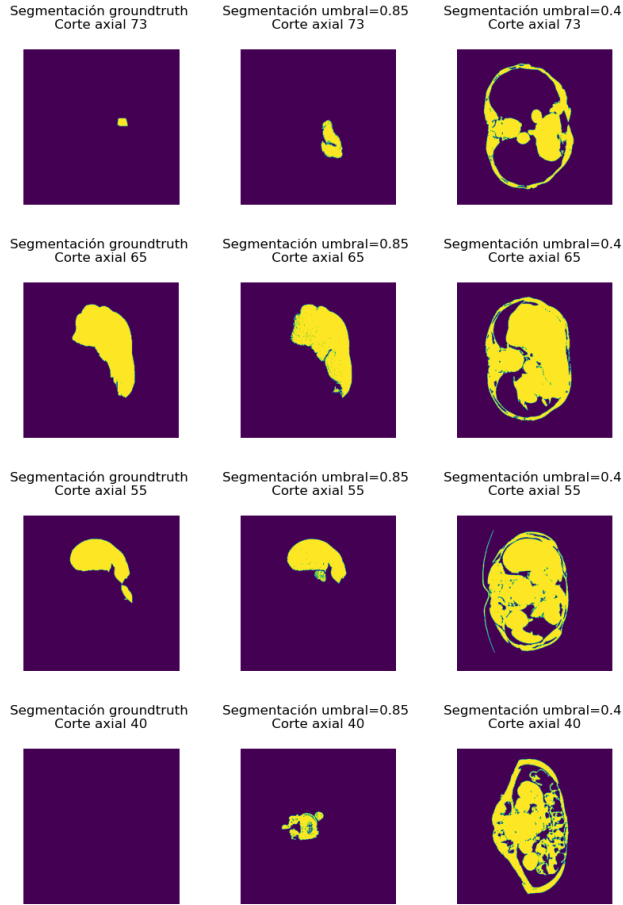 Segmentación groundtruth
Corte axial 73
Segmentación umbral=0.85
Corte axial 73
Segmentación umbral=0.4
Corte axial 73
Segmentación groundtruth
Corte axial 65
Segmentación umbral=0.85
Corte axial 65
Segmentación umbral=0.4
Corte axial 65
Segmentación groundtruth
Corte axial 55
Segmentación umbral=0.85
Corte axial 55
Segmentación umbral=0.4
Corte axial 55
Segmentación groundtruth
Corte axial 40
Segmentación umbral=0.85
Corte axial 40
Segmentación umbral=0.4
Corte axial 40